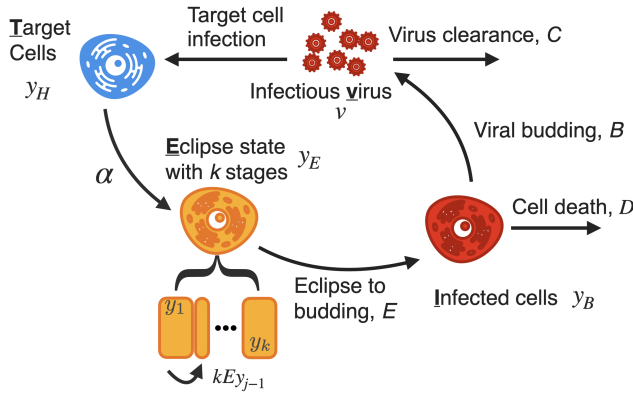 Target
Cells
y_H
Target cell
infection
Infectious virus
v
Virus clearance, C
Viral budding, B
α
Eclipse state
with k stages
y_E
Cell death, D
Eclipse to
budding, E
Infected cells y_B
y_1
y_k
kEy_{j−1}